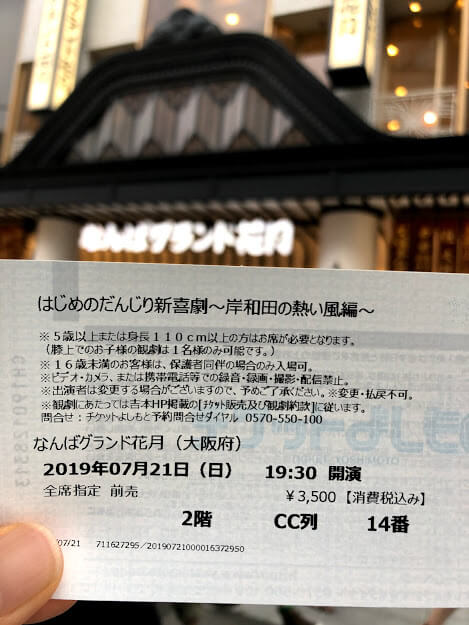 なんばグランド花月
はじめのだんじり新喜劇～岸和田の熱い風編～
※５歳以上または身長１１０cm以上の方はお席が必要となります。
（膝上でのお子様の観劇は１名様のみ可能です。）
※１６歳未満のお客様は、保護者同伴の場合のみ入場可。
※ビデオ・カメラ、または携帯電話等での録音・録画・撮影・配信禁止。
※出演者は変更する場合がございますので、予めご了承ください。※変更・払戻不可。
※観劇にあたっては吉本HP掲載の[ﾁｹｯﾄ販売及び観劇約款]に従います。
問合せ：チケットよしもと予約問合せダイヤル 0570-550-100
なんばグランド花月（大阪府）
2019年07月21日（日） 19:30 開演
全席指定 前売 ￥3,500【消費税込み】
2階 CC列 14番
/07/21 711627295／20190721000016372950